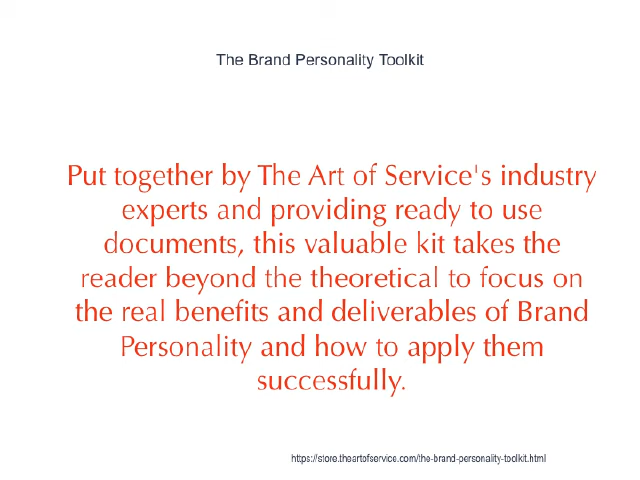 The Brand Personality Toolkit
Put together by The Art of Service's industry
experts and providing ready to use
documents, this valuable kit takes the
reader beyond the theoretical to focus on
the real benefits and deliverables of Brand
Personality and how to apply them
successfully.
https://store.theartofservice.com/the-brand-personality-toolkit.html